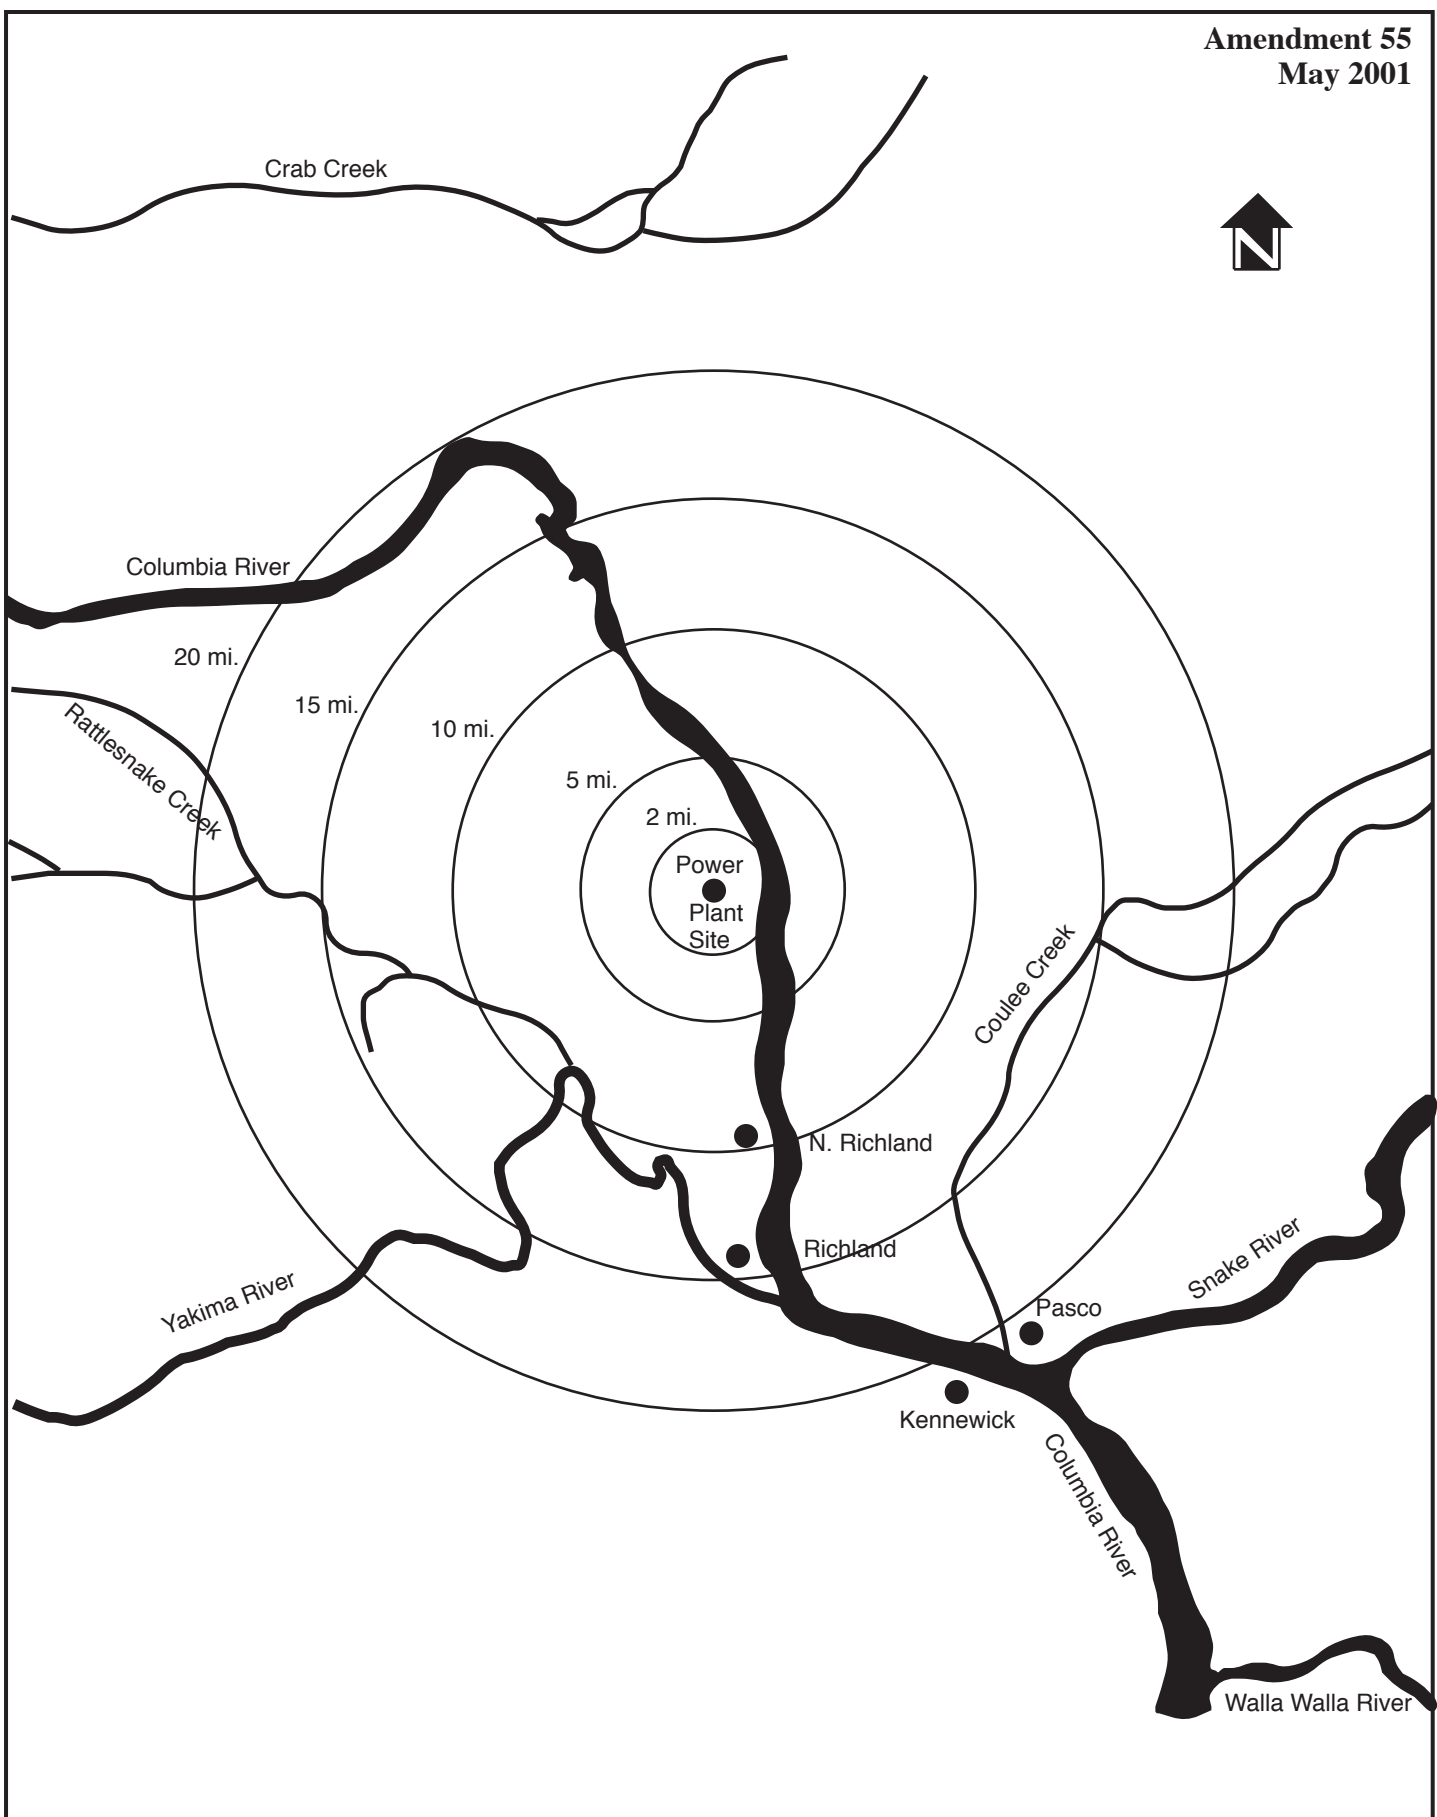 Amendment 55
May 2001
Crab Creek
N
Columbia River
20 mi.
Rattlesnake Creek
15 mi.
10 mi.
5 mi.
2 mi.
Power
Plant
Site
Coulee Creek
N. Richland
Richland
Snake River
Yakima River
Pasco
Kennewick
Columbia River
Walla Walla River